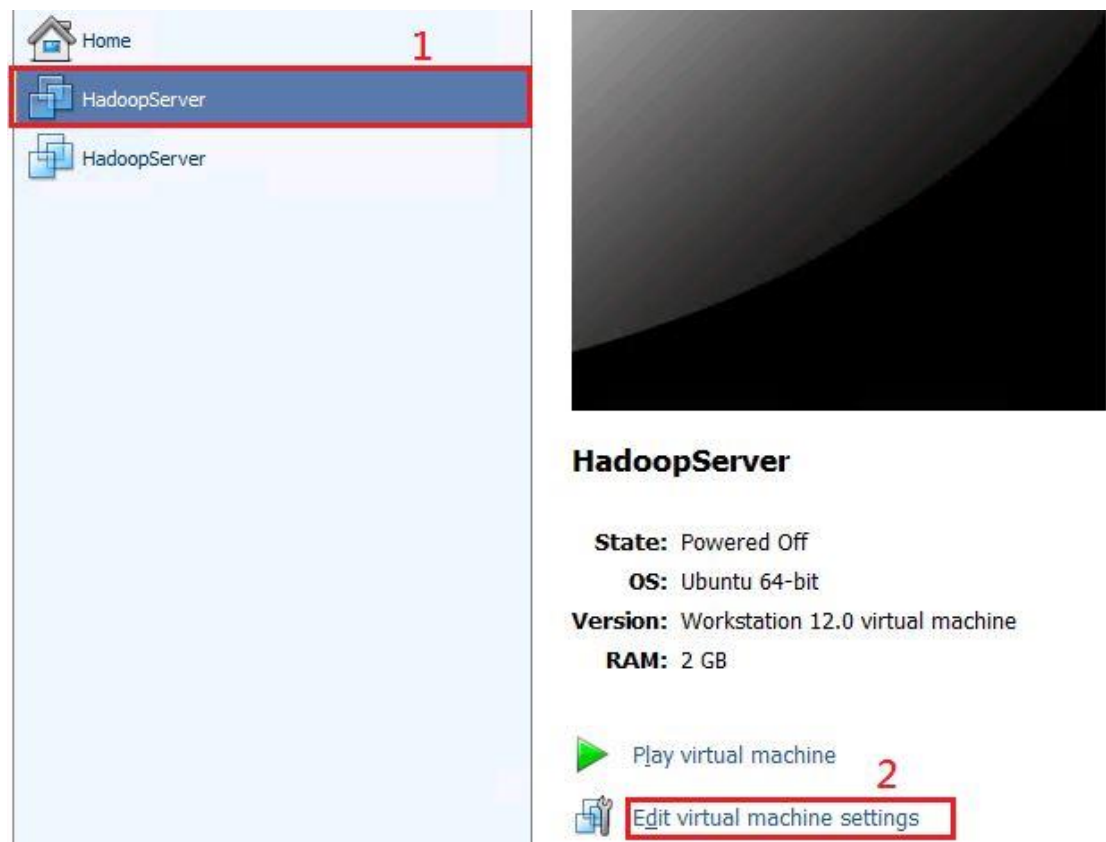 Home
1
HadoopServer
HadoopServer
HadoopServer
State: Powered Off
OS: Ubuntu 64-bit
Version: Workstation 12.0 virtual machine
RAM: 2 GB
Play virtual machine
2
Edit virtual machine settings